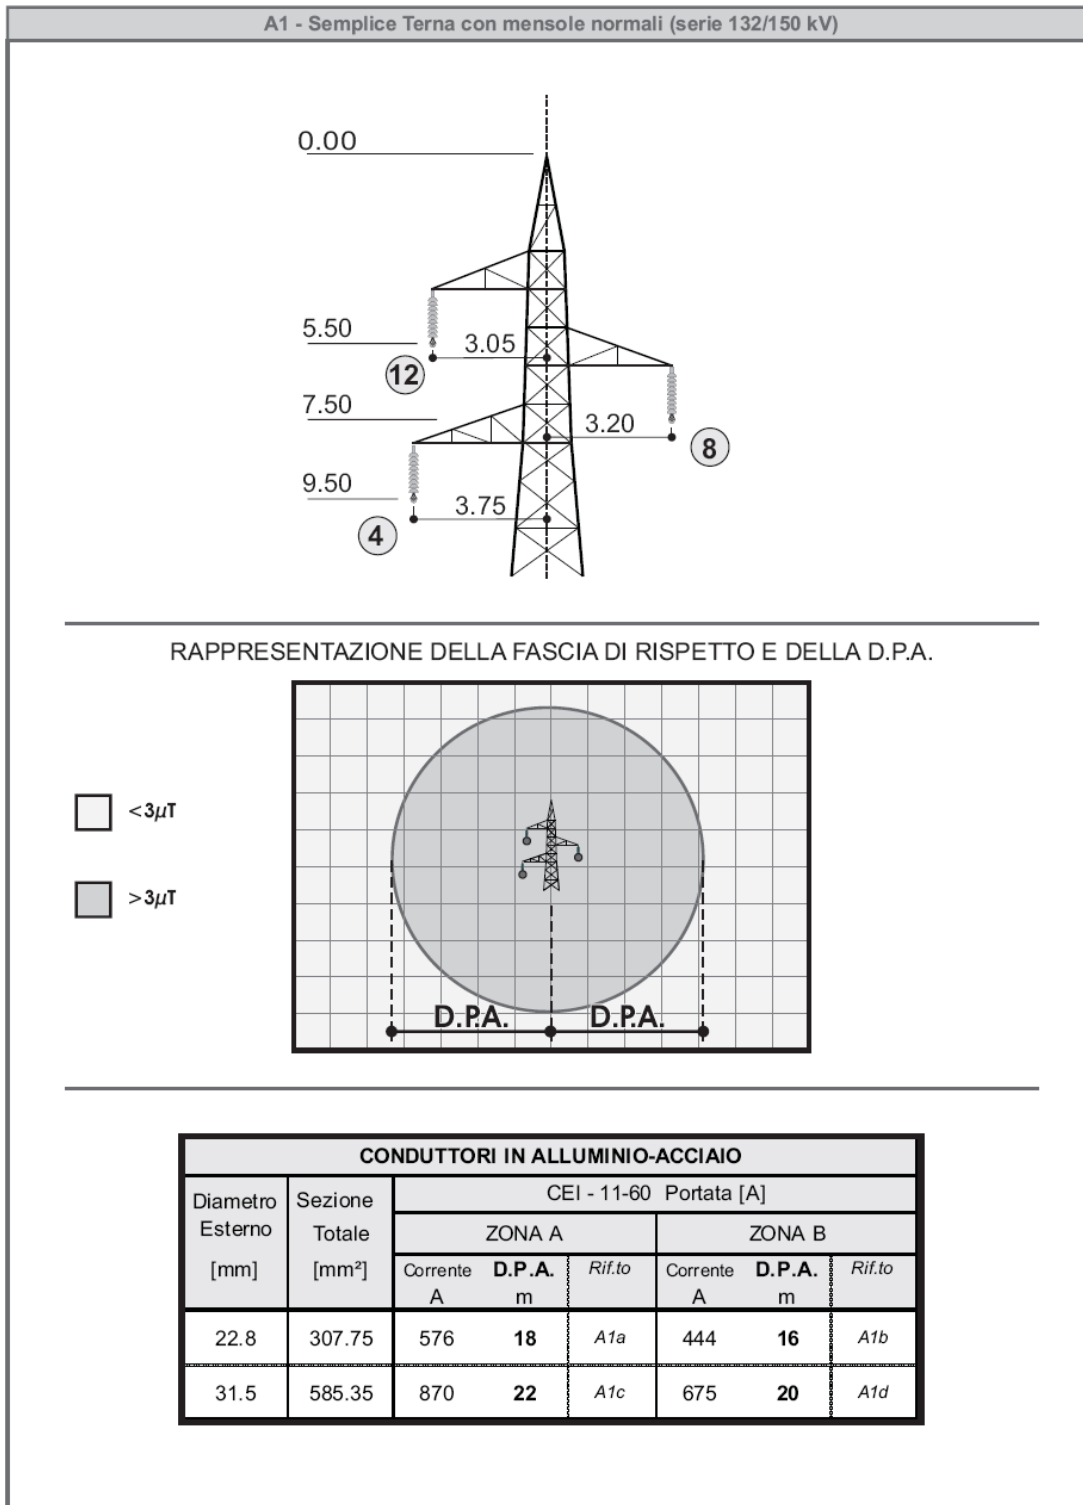 A1 - Semplice Terna con mensole normali (serie 132/150 kV)
0.00
5.50
3.05
12
7.50
3.20
8
9.50
3.75
4
RAPPRESENTAZIONE DELLA FASCIA DI RISPETTO E DELLA D.P.A.
<3µT
>3µT
D.P.A. D.P.A.
CONDUTTORI IN ALLUMINIO-ACCIAIO
Diametro Esterno [mm]
Sezione Totale [mm²]
CEI - 11-60 Portata [A]
ZONA A ZONA B
Corrente A D.P.A. m Rif.to Corrente A D.P.A. m Rif.to
22.8 307.75 576 18 A1a 444 16 A1b
31.5 585.35 870 22 A1c 675 20 A1d